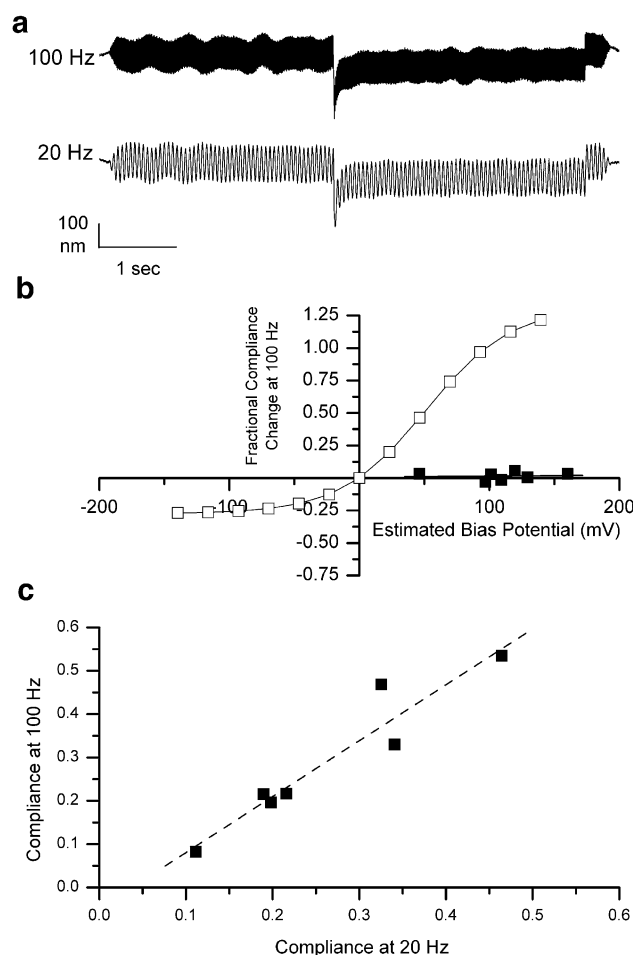 a
100 Hz
20 Hz
100
nm
1 sec
b
Fractional Compliance
Change at 100 Hz
1.25
1.00
0.75
0.50
0.25
-200
-100
0
100
200
-0.25
Estimated Bias Potential (mV)
-0.50
-0.75
c
Compliance at 100 Hz
0.6
0.5
0.4
0.3
0.2
0.1
0.0
0.0 0.1 0.2 0.3 0.4 0.5 0.6
Compliance at 20 Hz